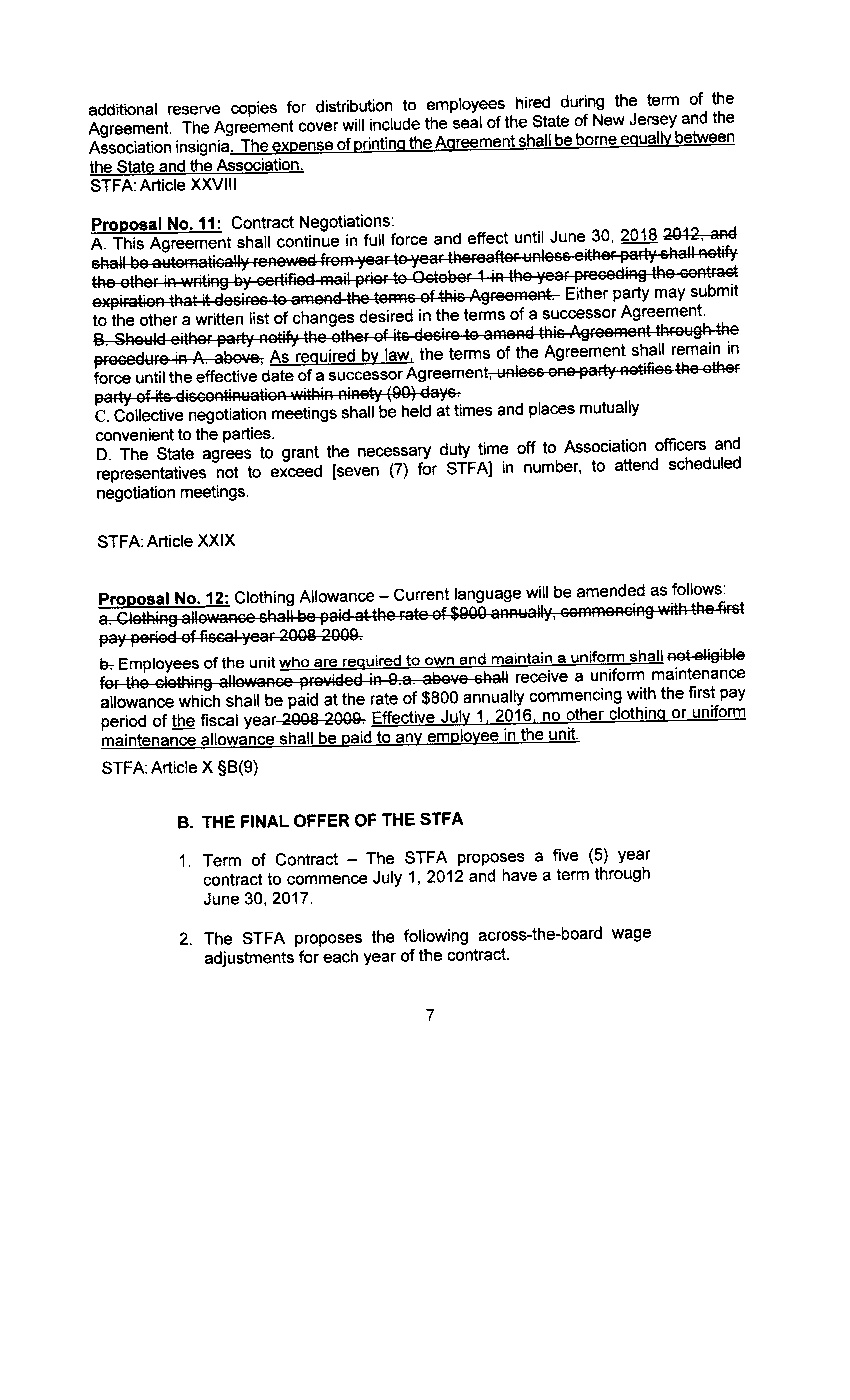 additional reserve copies for distribution to employees hired during the term of the
Agreement. The Agreement cover will include the seal of the State of New Jersey and the
Association insignia. The expense of printing the Agreement shall be borne equally between
the State and the Association.
STFA: Article XXVIII
Proposal No. 11: Contract Negotiations:
A. This Agreement shall continue in full force and effect until June 30, 2018 2012, and
shall be automatically renewed from year to year thereafter unless either party shall notify
the other in writing by certified mail prior to October 1 in the year preceding the contract
expiration that it desires to amend the terms of this Agreement. Either party may submit
to the other a written list of changes desired in the terms of a successor Agreement.
B. Should either party notify the other of its desire to amend this Agreement through the
procedure in A. above, As required by law, the terms of the Agreement shall remain in
force until the effective date of a successor Agreement, unless one party notifies the other
party of its discontinuation within ninety (90) days.
C. Collective negotiation meetings shall be held at times and places mutually
convenient to the parties.
D. The State agrees to grant the necessary duty time off to Association officers and
representatives not to exceed [seven (7) for STFA] in number, to attend scheduled
negotiation meetings.
STFA: Article XXIX
Proposal No. 12: Clothing Allowance – Current language will be amended as follows:
a. Clothing allowance shall be paid at the rate of $900 annually, commencing with the first
pay period of fiscal year 2008-2009.
b. Employees of the unit who are required to own and maintain a uniform shall not eligible
for the clothing allowance provided in 9.a. above shall receive a uniform maintenance
allowance which shall be paid at the rate of $800 annually commencing with the first pay
period of the fiscal year 2008-2009. Effective July 1, 2016, no other clothing or uniform
maintenance allowance shall be paid to any employee in the unit.
STFA: Article X §B(9)
B. THE FINAL OFFER OF THE STFA
1. Term of Contract – The STFA proposes a five (5) year
contract to commence July 1, 2012 and have a term through
June 30, 2017.
2. The STFA proposes the following across-the-board wage
adjustments for each year of the contract.
7